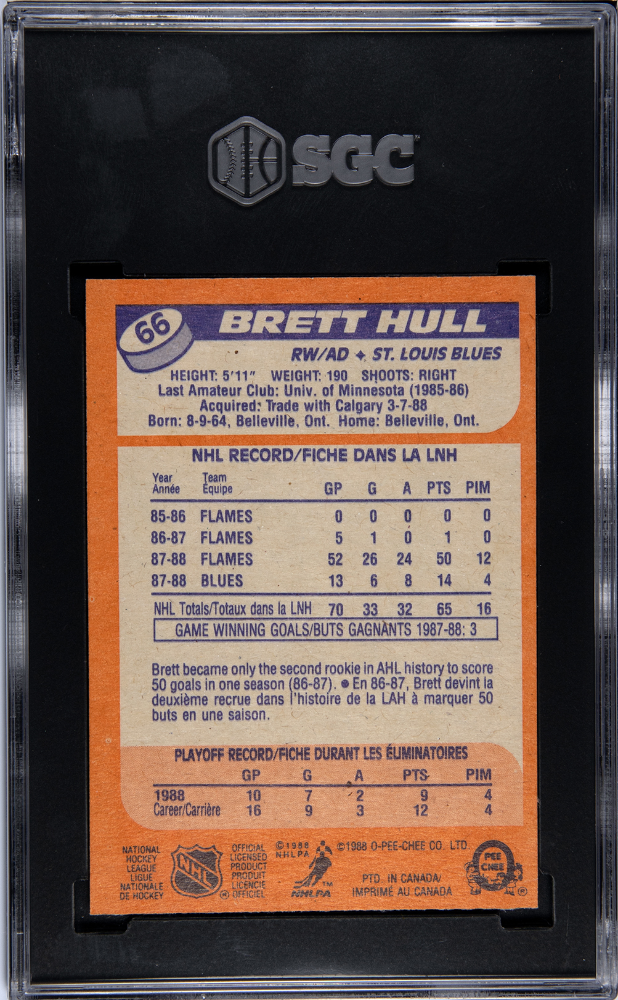 SGC
66
BRETT HULL
RW/AD ✦ ST. LOUIS BLUES
HEIGHT: 5'11" WEIGHT: 190 SHOOTS: RIGHT
Last Amateur Club: Univ. of Minnesota (1985-86)
Acquired: Trade with Calgary 3-7-88
Born: 8-9-64, Belleville, Ont. Home: Belleville, Ont.
NHL RECORD/FICHE DANS LA LNH
Year Team
Année Équipe GP G A PTS PIM
85-86 FLAMES 0 0 0 0 0
86-87 FLAMES 5 1 0 1 0
87-88 FLAMES 52 26 24 50 12
87-88 BLUES 13 6 8 14 4
NHL Totals/Totaux dans la LNH 70 33 32 65 16
GAME WINNING GOALS/BUTS GAGNANTS 1987-88: 3
Brett became only the second rookie in AHL history to score
50 goals in one season (86-87). ● En 86-87, Brett devint la
deuxième recrue dans l'histoire de la LAH à marquer 50
buts en une saison.
PLAYOFF RECORD/FICHE DURANT LES ÉLIMINATOIRES
GP G A PTS PIM
1988 10 7 2 9 4
Career/Carrière 16 9 3 12 4
NATIONAL
HOCKEY
LEAGUE
LIGUE
NATIONALE
DE HOCKEY
NHL
OFFICIAL
LICENSED
PRODUCT
PRODUIT
LICENCIÉ
® OFFICIEL
©1988
NHLPA
NHLPA
TM
©1988 O-PEE-CHEE CO. LTD.
PTD. IN CANADA/
IMPRIMÉ AU CANADA
PEE
CHEE
®